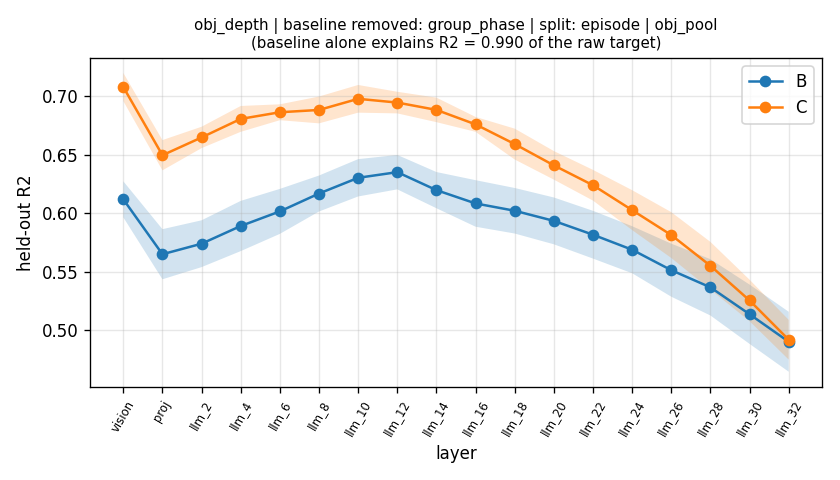 obj_depth | baseline removed: group_phase | split: episode | obj_pool
(baseline alone explains R2 = 0.990 of the raw target)
B
C
held-out R2
0.70
0.65
0.60
0.55
0.50
vision
proj
llm_2
llm_4
llm_6
llm_8
llm_10
llm_12
llm_14
llm_16
llm_18
llm_20
llm_22
llm_24
llm_26
llm_28
llm_30
llm_32
layer